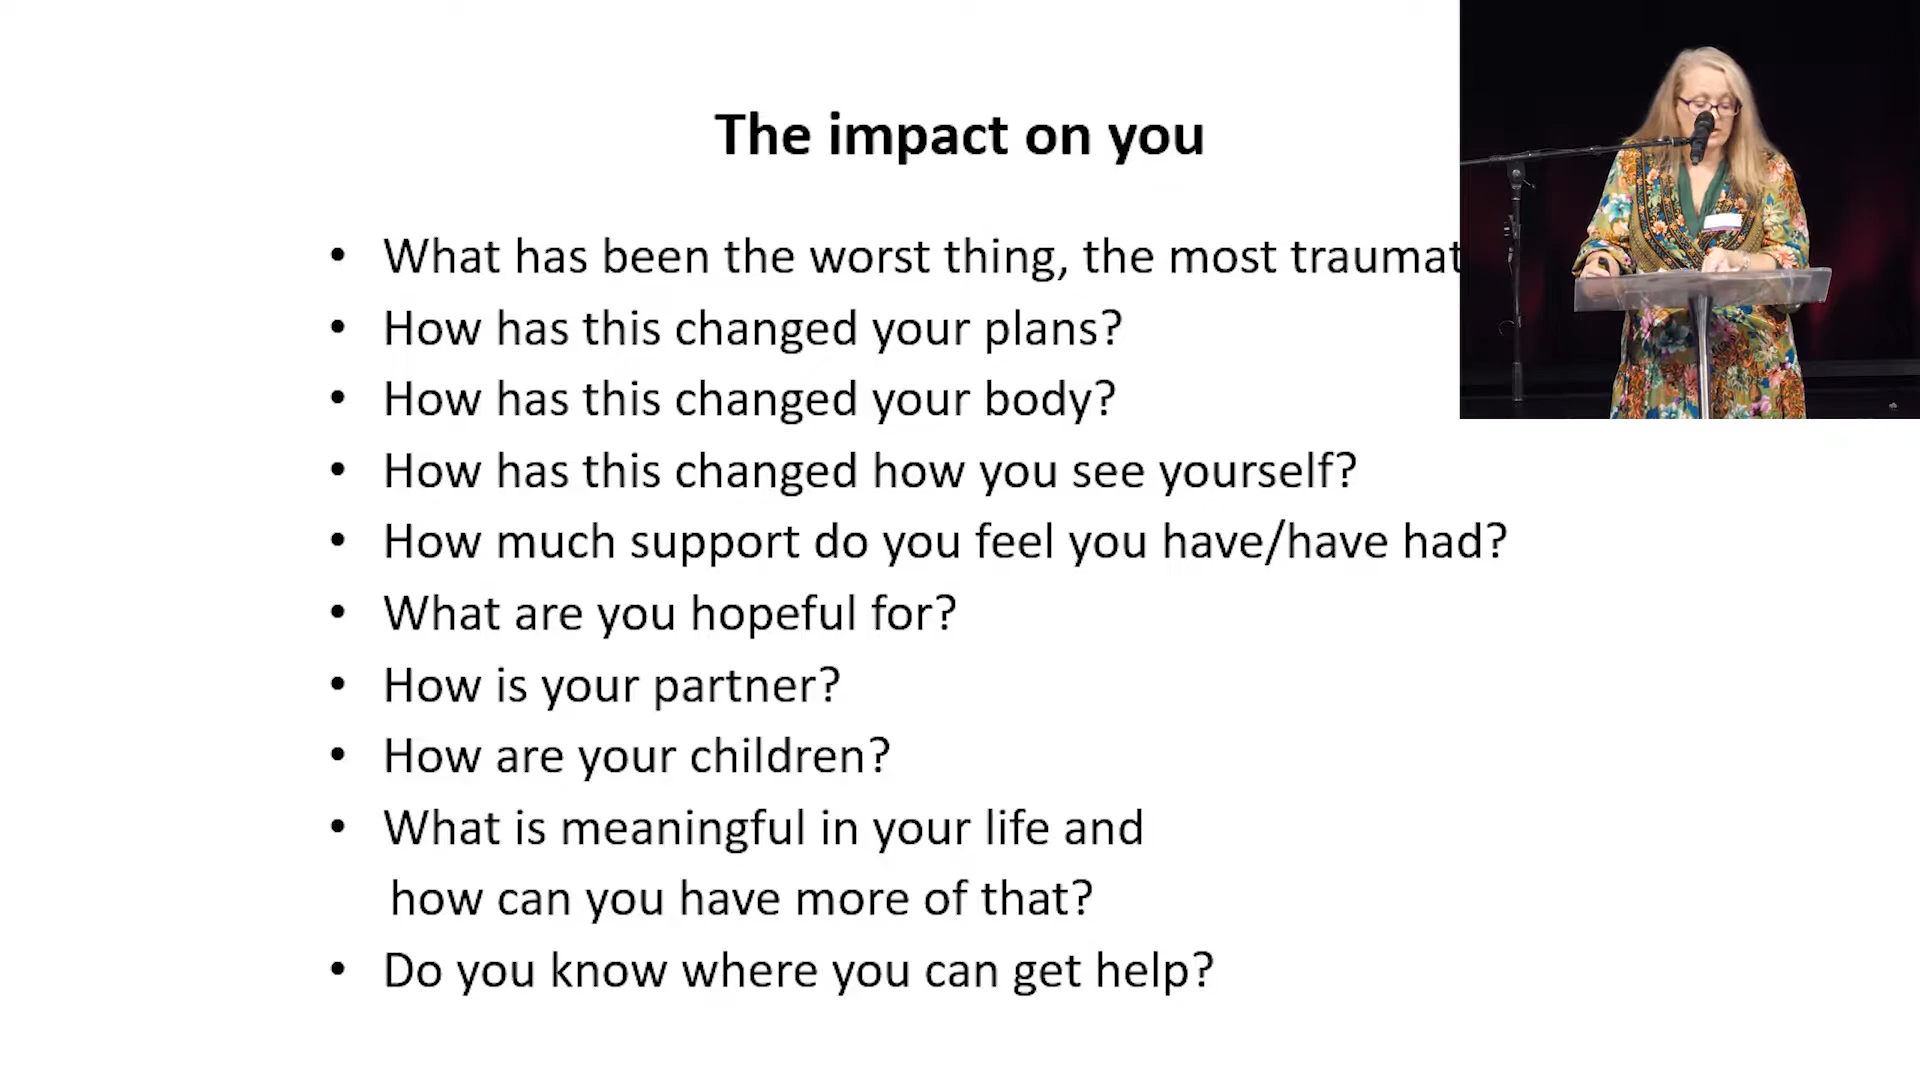 The impact on you
• What has been the worst thing, the most traumat
• How has this changed your plans?
• How has this changed your body?
• How has this changed how you see yourself?
• How much support do you feel you have/have had?
• What are you hopeful for?
• How is your partner?
• How are your children?
• What is meaningful in your life and
how can you have more of that?
• Do you know where you can get help?